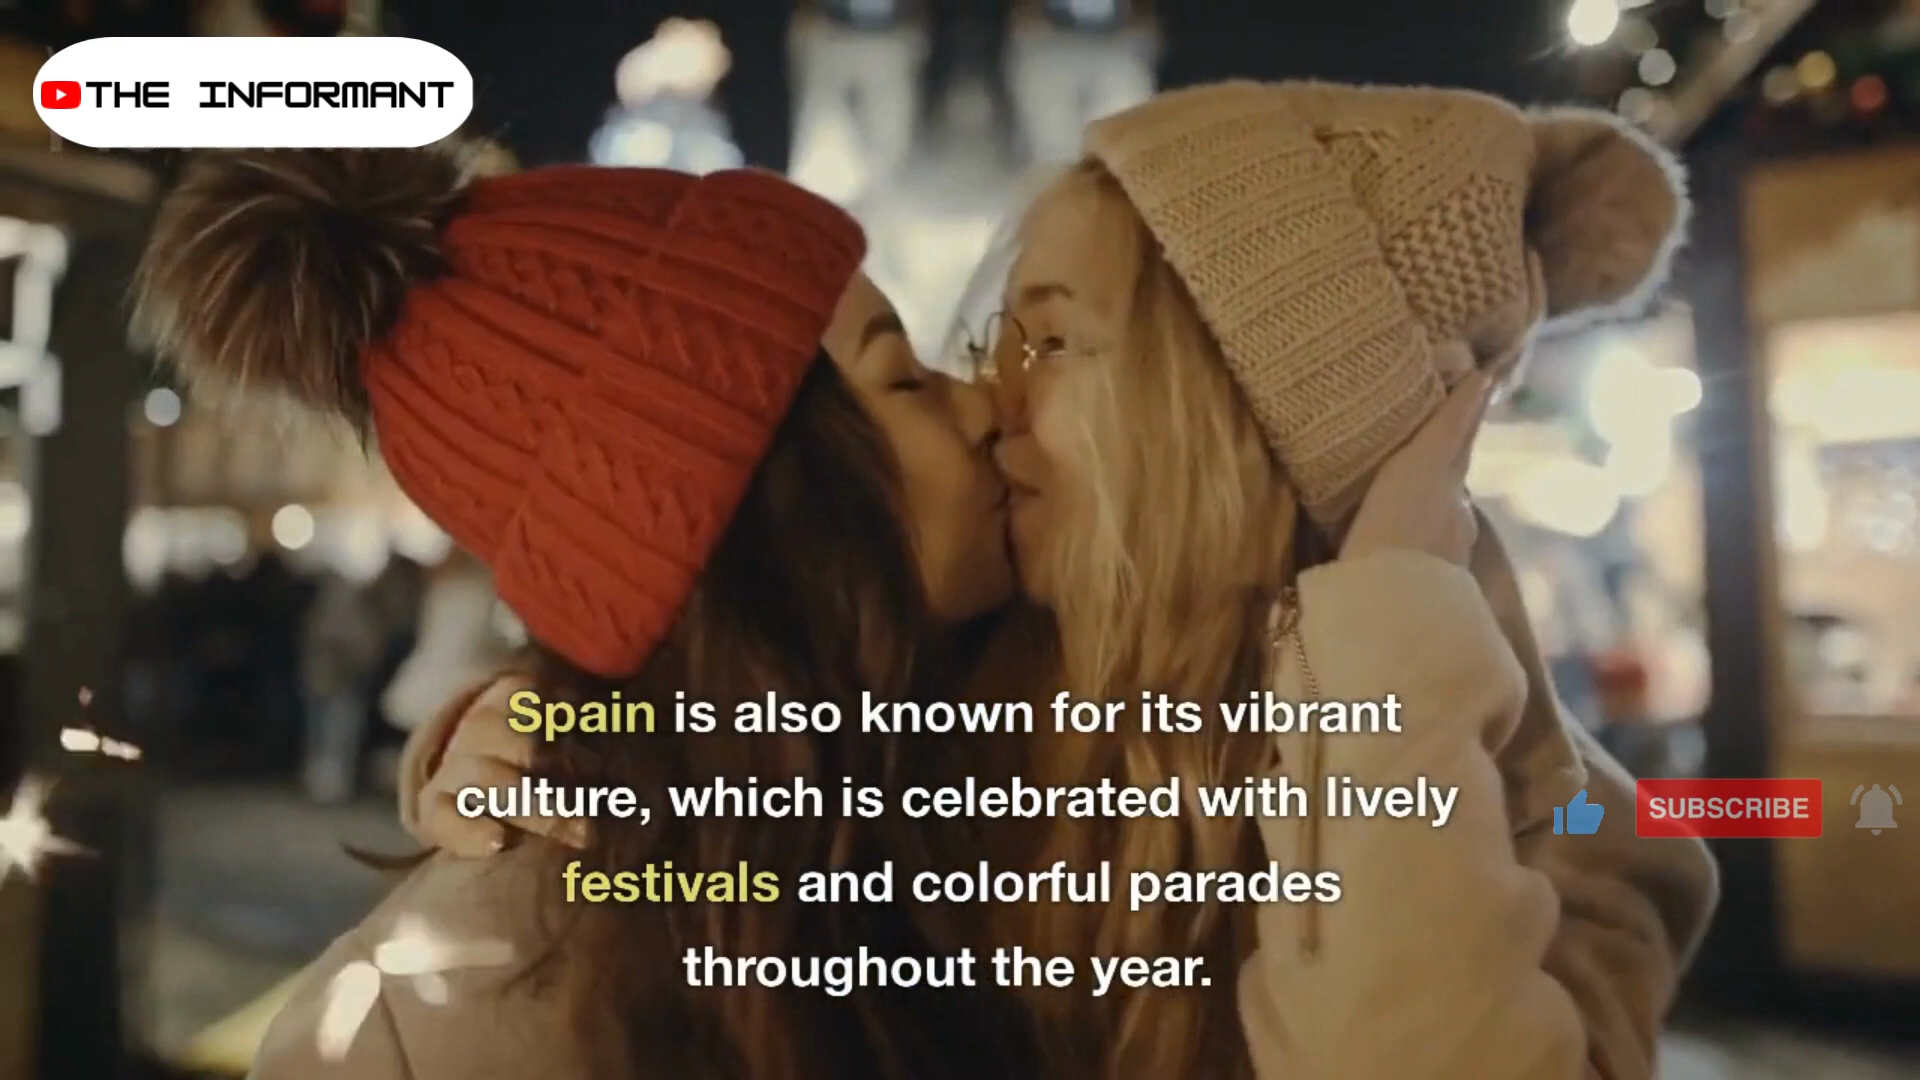 THE INFORMANT
Spain is also known for its vibrant
culture, which is celebrated with lively
festivals and colorful parades
throughout the year.
SUBSCRIBE